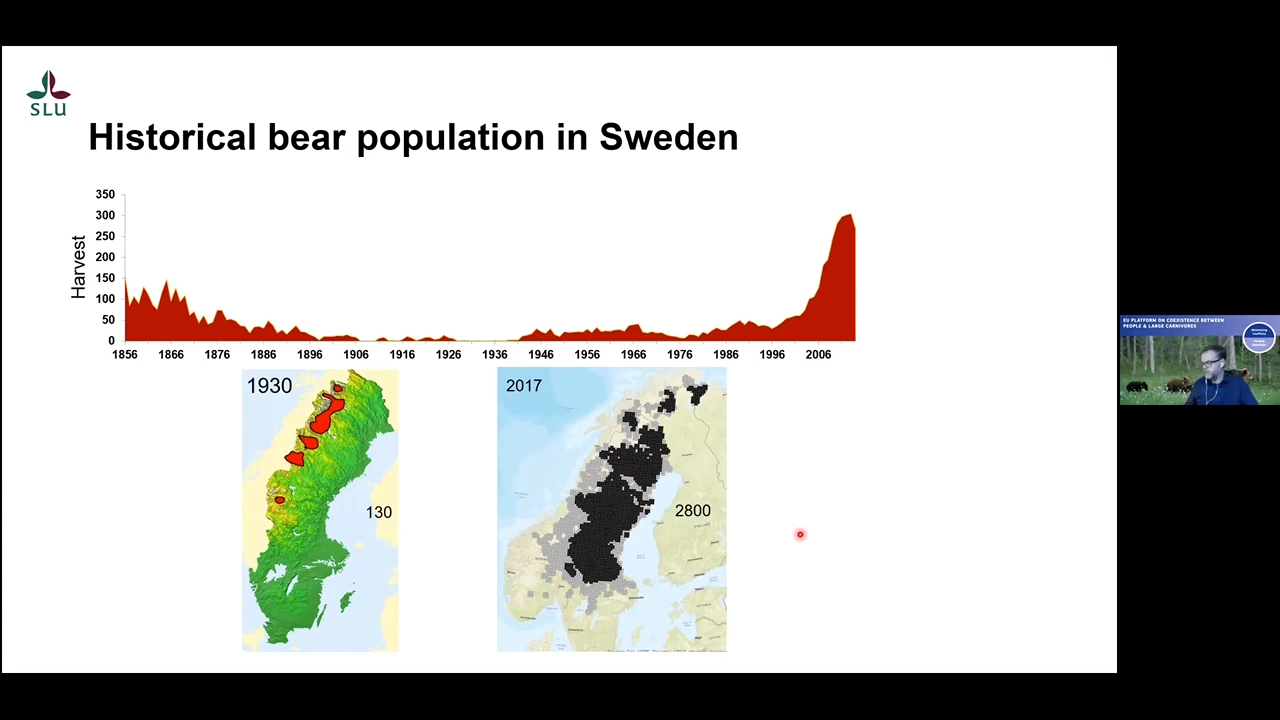 SLU
Historical bear population in Sweden
350
300
250
200
150
100
50
0
Harvest
1856 1866 1876 1886 1896 1906 1916 1926 1936 1946 1956 1966 1976 1986 1996 2006
1930
130
2017
2800
EU PLATFORM ON COEXISTENCE BETWEEN
PEOPLE & LARGE CARNIVORES